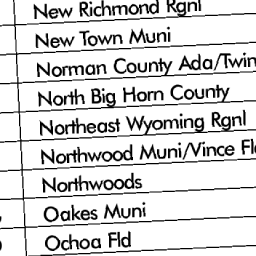 New Richmond Rgnl
New Town Muni
Norman County Ada/Twin
North Big Horn County
Northeast Wyoming Rgnl
Northwood Muni/Vince
Northwoods
Oakes Muni
Ochoa Fld